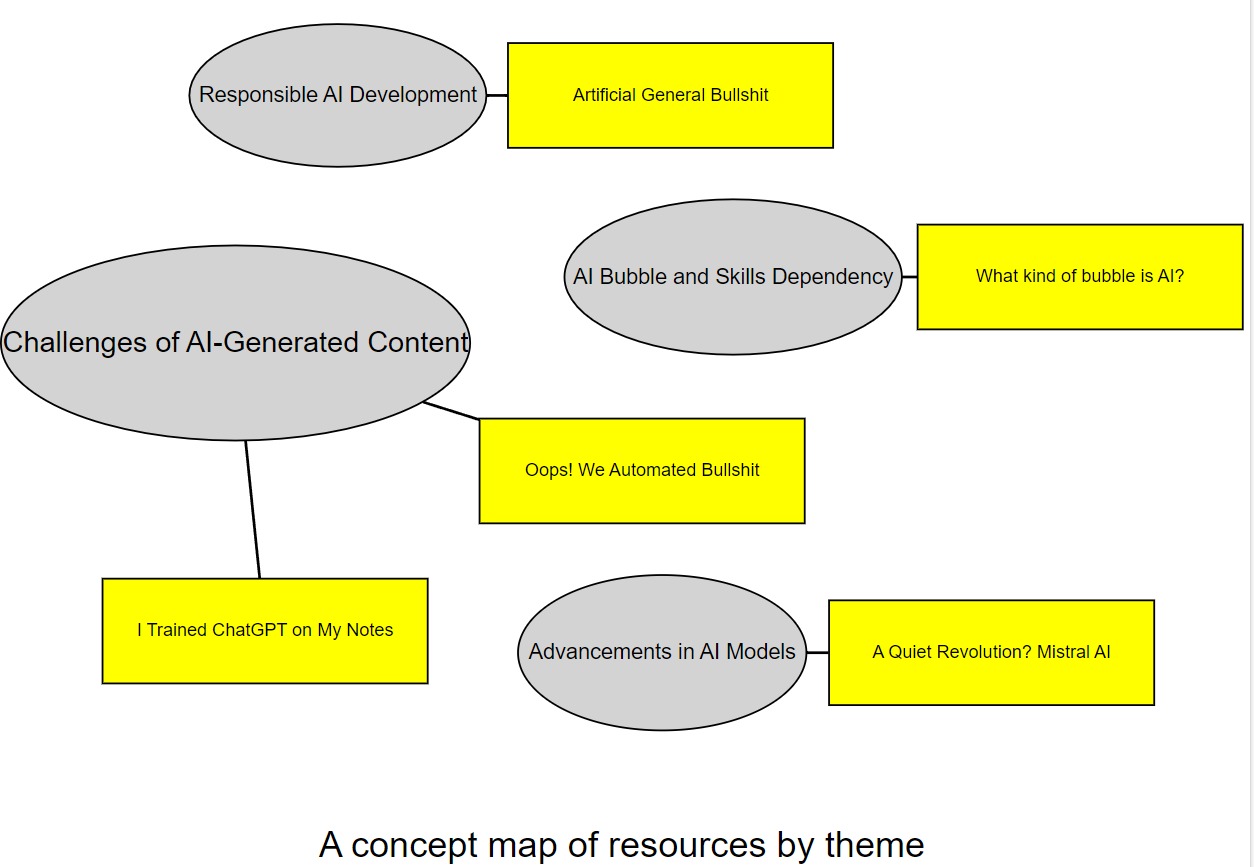 Responsible AI Development
Artificial General Bullshit
AI Bubble and Skills Dependency
What kind of bubble is AI?
Challenges of AI-Generated Content
Oops! We Automated Bullshit
I Trained ChatGPT on My Notes
Advancements in AI Models
A Quiet Revolution? Mistral AI
A concept map of resources by theme